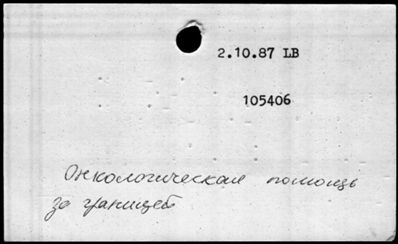 2.10.87 LB
105406
Онкологическая помощь
за границей